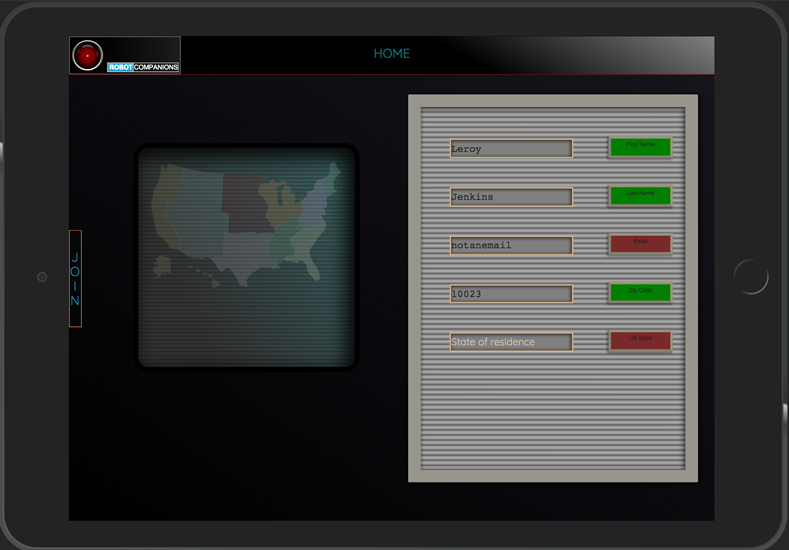 HOME
ROBOT COMPANIONS
JOIN
Leroy
First Name
Jenkins
Last Name
notanemail
Email
10023
Zip Code
State of residence
US State